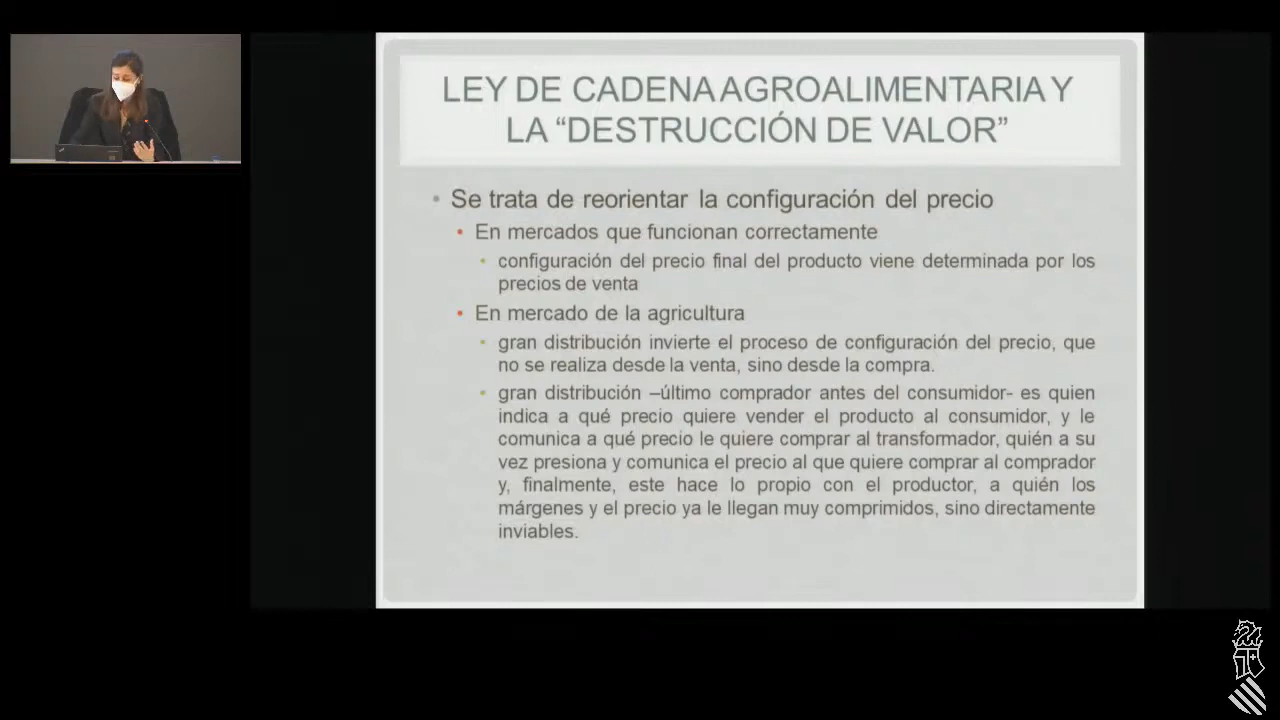 LEY DE CADENA AGROALIMENTARIA Y
LA “DESTRUCCIÓN DE VALOR”
• Se trata de reorientar la configuración del precio
• En mercados que funcionan correctamente
• configuración del precio final del producto viene determinada por los
precios de venta
• En mercado de la agricultura
• gran distribución invierte el proceso de configuración del precio, que
no se realiza desde la venta, sino desde la compra.
• gran distribución –último comprador antes del consumidor- es quien
indica a qué precio quiere vender el producto al consumidor, y le
comunica a qué precio le quiere comprar al transformador, quién a su
vez presiona y comunica el precio al que quiere comprar al comprador
y, finalmente, este hace lo propio con el productor, a quién los
márgenes y el precio ya le llegan muy comprimidos, sino directamente
inviables.